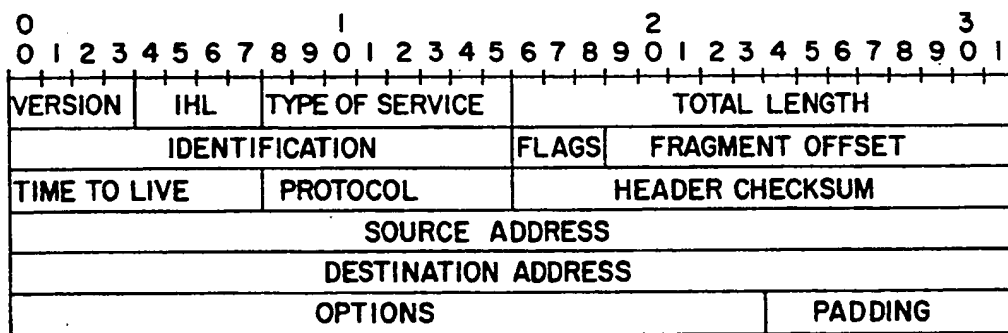 0 1 2 3
0 1 2 3 4 5 6 7 8 9 0 1 2 3 4 5 6 7 8 9 0 1 2 3 4 5 6 7 8 9 0 1
VERSION IHL TYPE OF SERVICE TOTAL LENGTH
IDENTIFICATION FLAGS FRAGMENT OFFSET
TIME TO LIVE PROTOCOL HEADER CHECKSUM
SOURCE ADDRESS
DESTINATION ADDRESS
OPTIONS PADDING